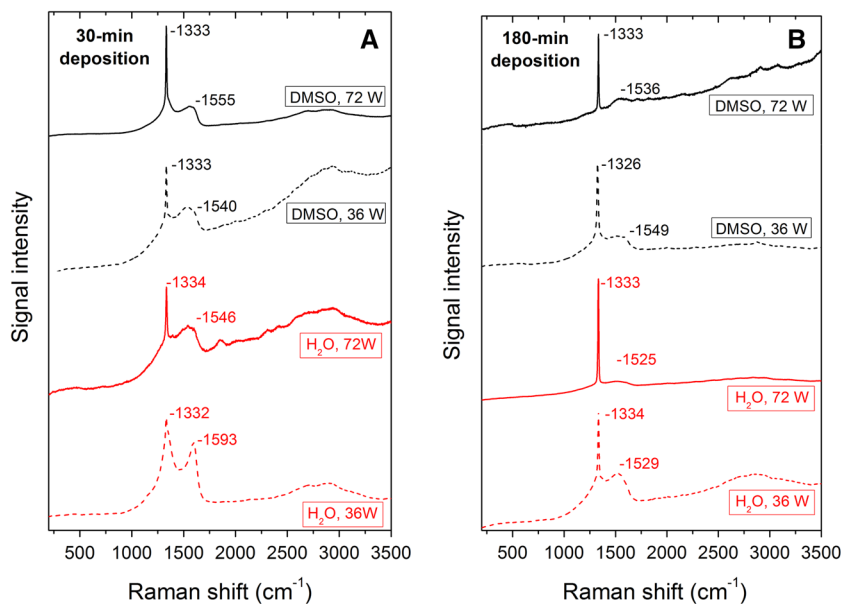 30-min
deposition
A
-1333
-1555
DMSO, 72 W
-1333
-1540
DMSO, 36 W
-1334
-1546
H₂O, 72W
-1332
-1593
H₂O, 36W
500 1000 1500 2000 2500 3000 3500
Raman shift (cm⁻¹)
Signal intensity
180-min
deposition
B
-1333
-1536
DMSO, 72 W
-1326
-1549
DMSO, 36 W
-1333
-1525
H₂O, 72 W
-1334
-1529
H₂O, 36 W
500 1000 1500 2000 2500 3000 3500
Raman shift (cm⁻¹)
Signal intensity